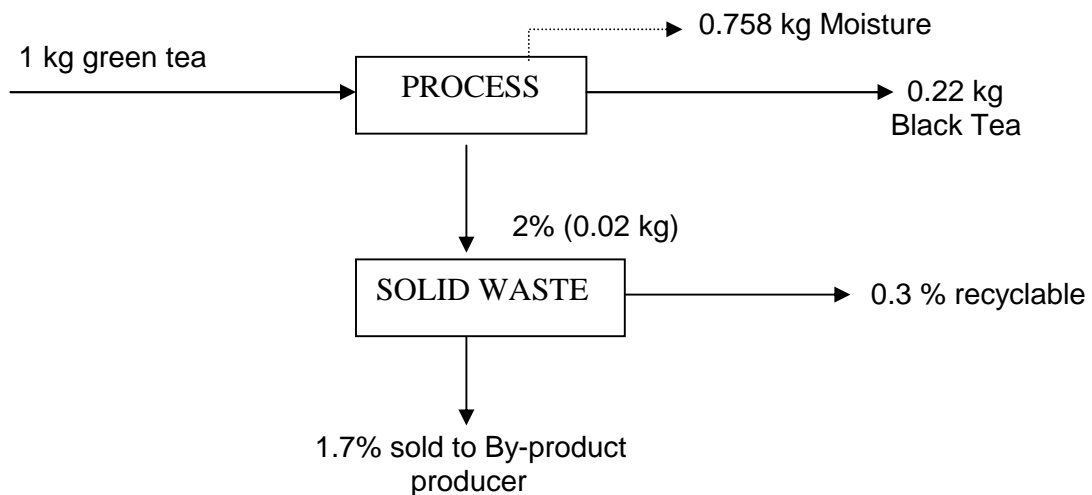 0.758 kg Moisture
1 kg green tea
PROCESS
0.22 kg
Black Tea
2% (0.02 kg)
SOLID WASTE
0.3 % recyclable
1.7% sold to By-product
producer